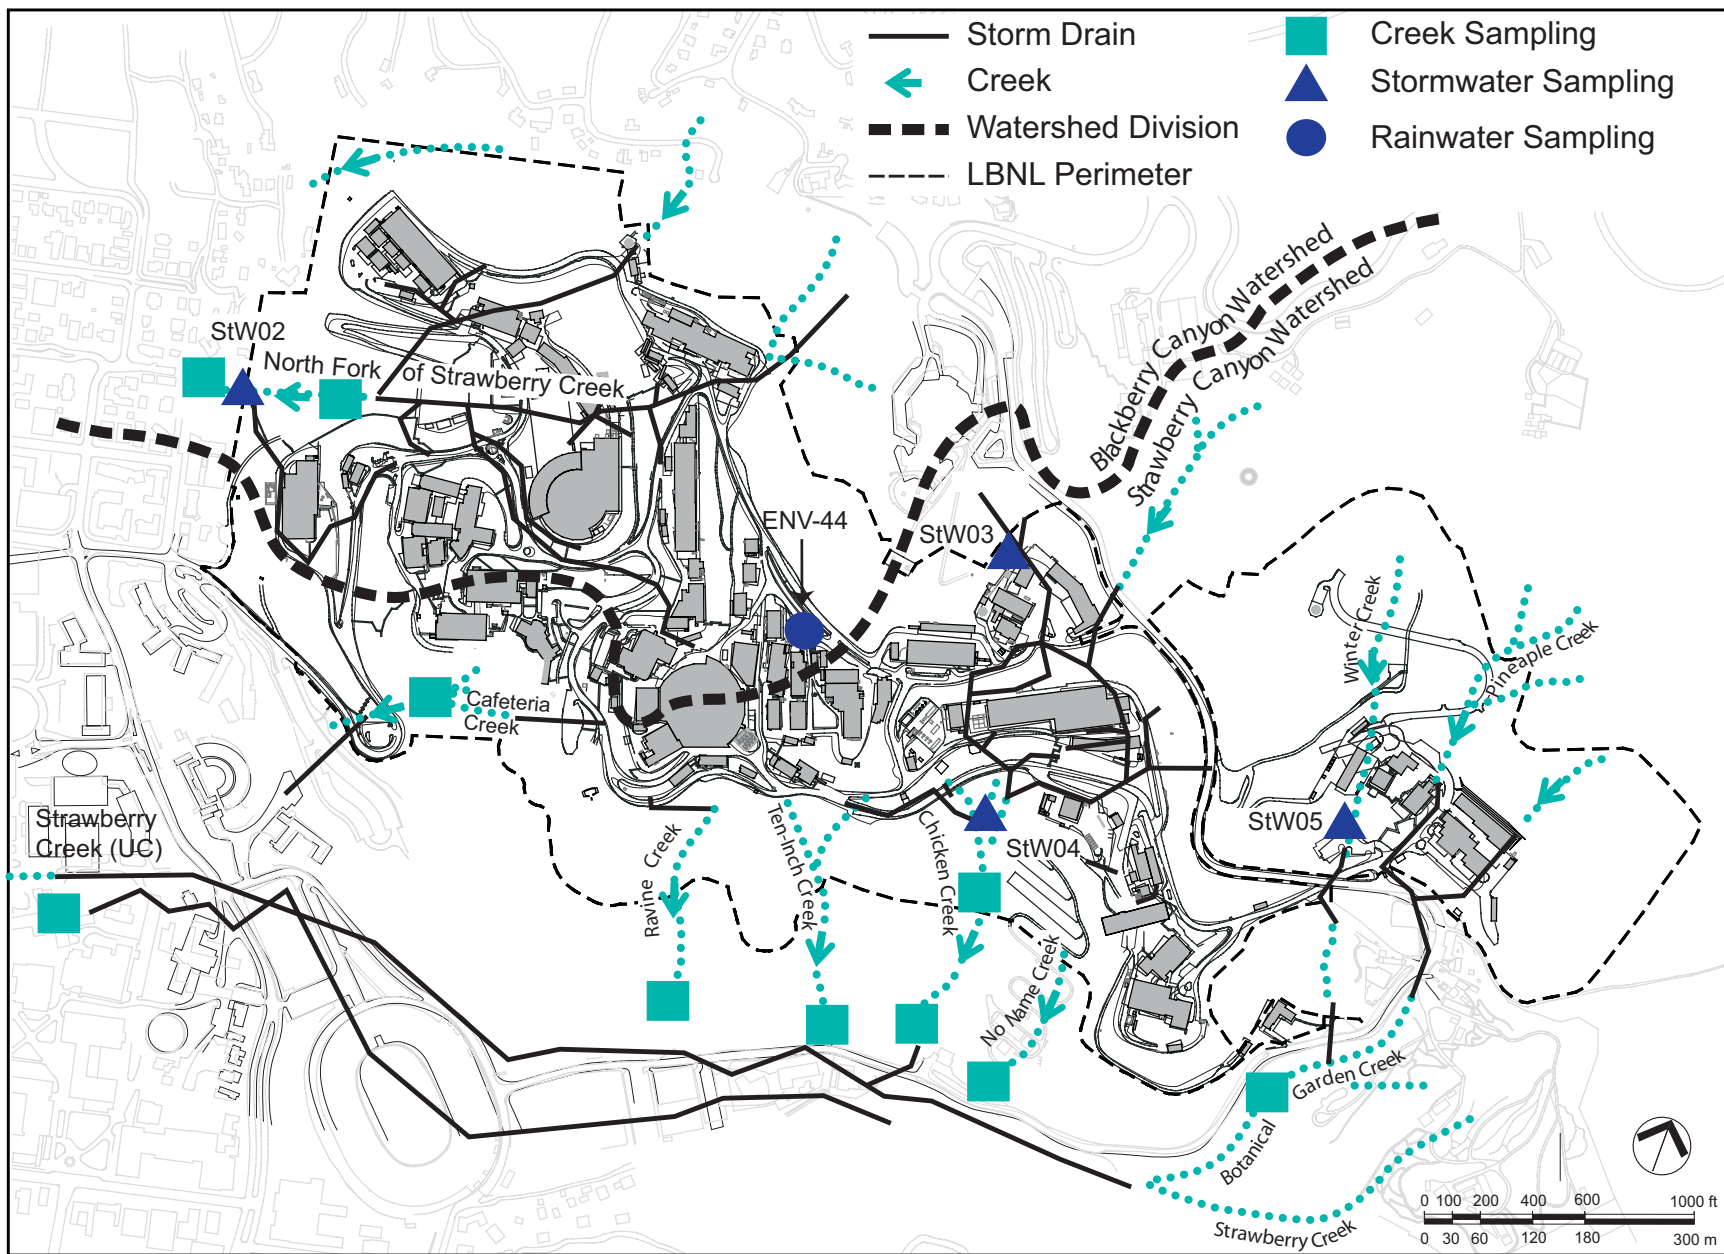 Storm Drain
Creek
Watershed Division
LBNL Perimeter
Creek Sampling
Stormwater Sampling
Rainwater Sampling
Blackberry Canyon Watershed
Strawberry Canyon Watershed
StW02
North Fork of Strawberry Creek
ENV-44
StW03
Winter Creek
Pineaple Creek
Cafeteria
Creek
Strawberry
Creek (UC)
Ravine Creek
Ten-Inch Creek
Chicken Creek
StW04
StW05
No Name Creek
Botanical Garden Creek
Strawberry Creek
0 100 200 400 600 1000 ft
0 30 60 120 180 300 m